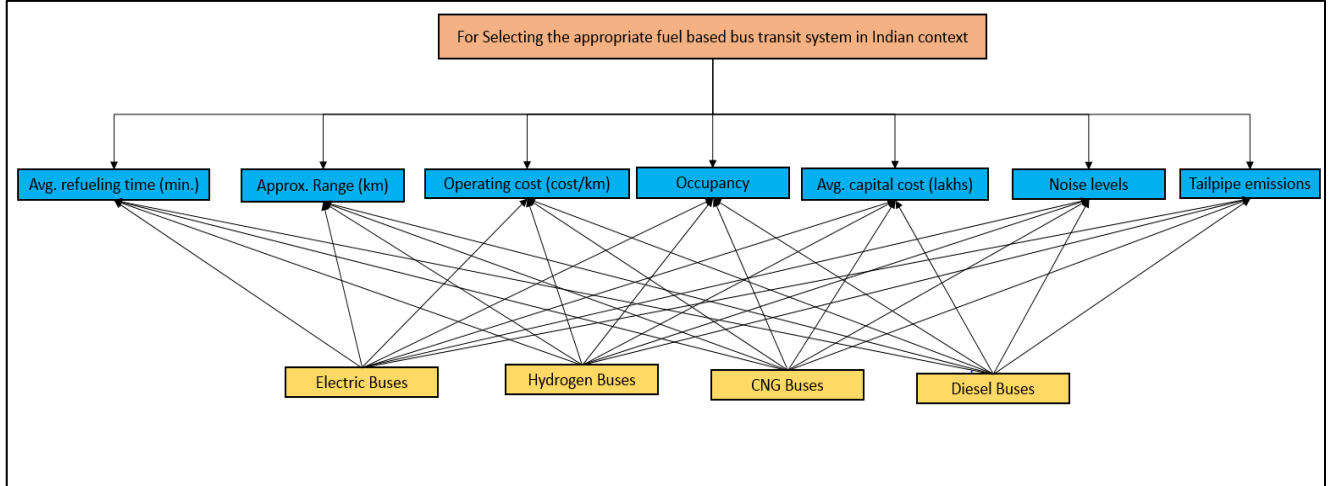 For Selecting the appropriate fuel based bus transit system in Indian context
Avg. refueling time (min.)
Approx. Range (km)
Operating cost (cost/km)
Occupancy
Avg. capital cost (lakhs)
Noise levels
Tailpipe emissions
Electric Buses
Hydrogen Buses
CNG Buses
Diesel Buses